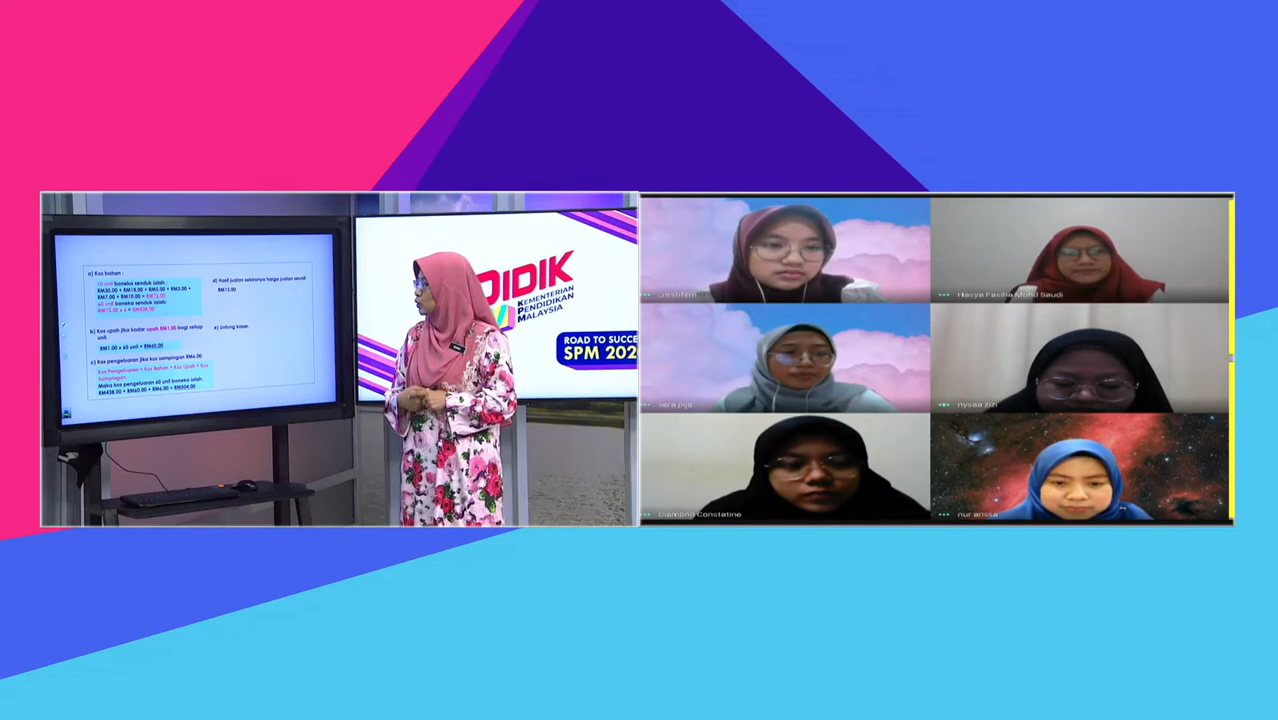 a) Kos bahan :
10 unit boneka senduk ialah :
RM30.00 + RM18.00 + RM5.00 + RM3.00 +
RM7.00 + RM10.00 = RM73.00
60 unit boneka senduk ialah:
RM73.00 x 6 = RM438.00
b) Kos upah jika kadar upah RM1.00 bagi setiap
unit.
RM1.00 x 60 unit = RM60.00
c) Kos pengeluaran jika kos sampingan RM6.00
Kos Pengeluaran = Kos Bahan + Kos Upah + Kos
Sampingan
Maka kos pengeluaran 60 unit boneka ialah:
RM438.00 + RM60.00 + RM6.00 = RM504.00
d) Hasil jualan sekiranya harga jualan seunit
RM15.00
e) Untung kasar.
DIDIK
KEMENTERIAN
PENDIDIKAN
MALAYSIA
ROAD TO SUCCE
SPM 202
Hasya Fasiha Mohd Saudi
nysaa zizi
Diamond Constatine